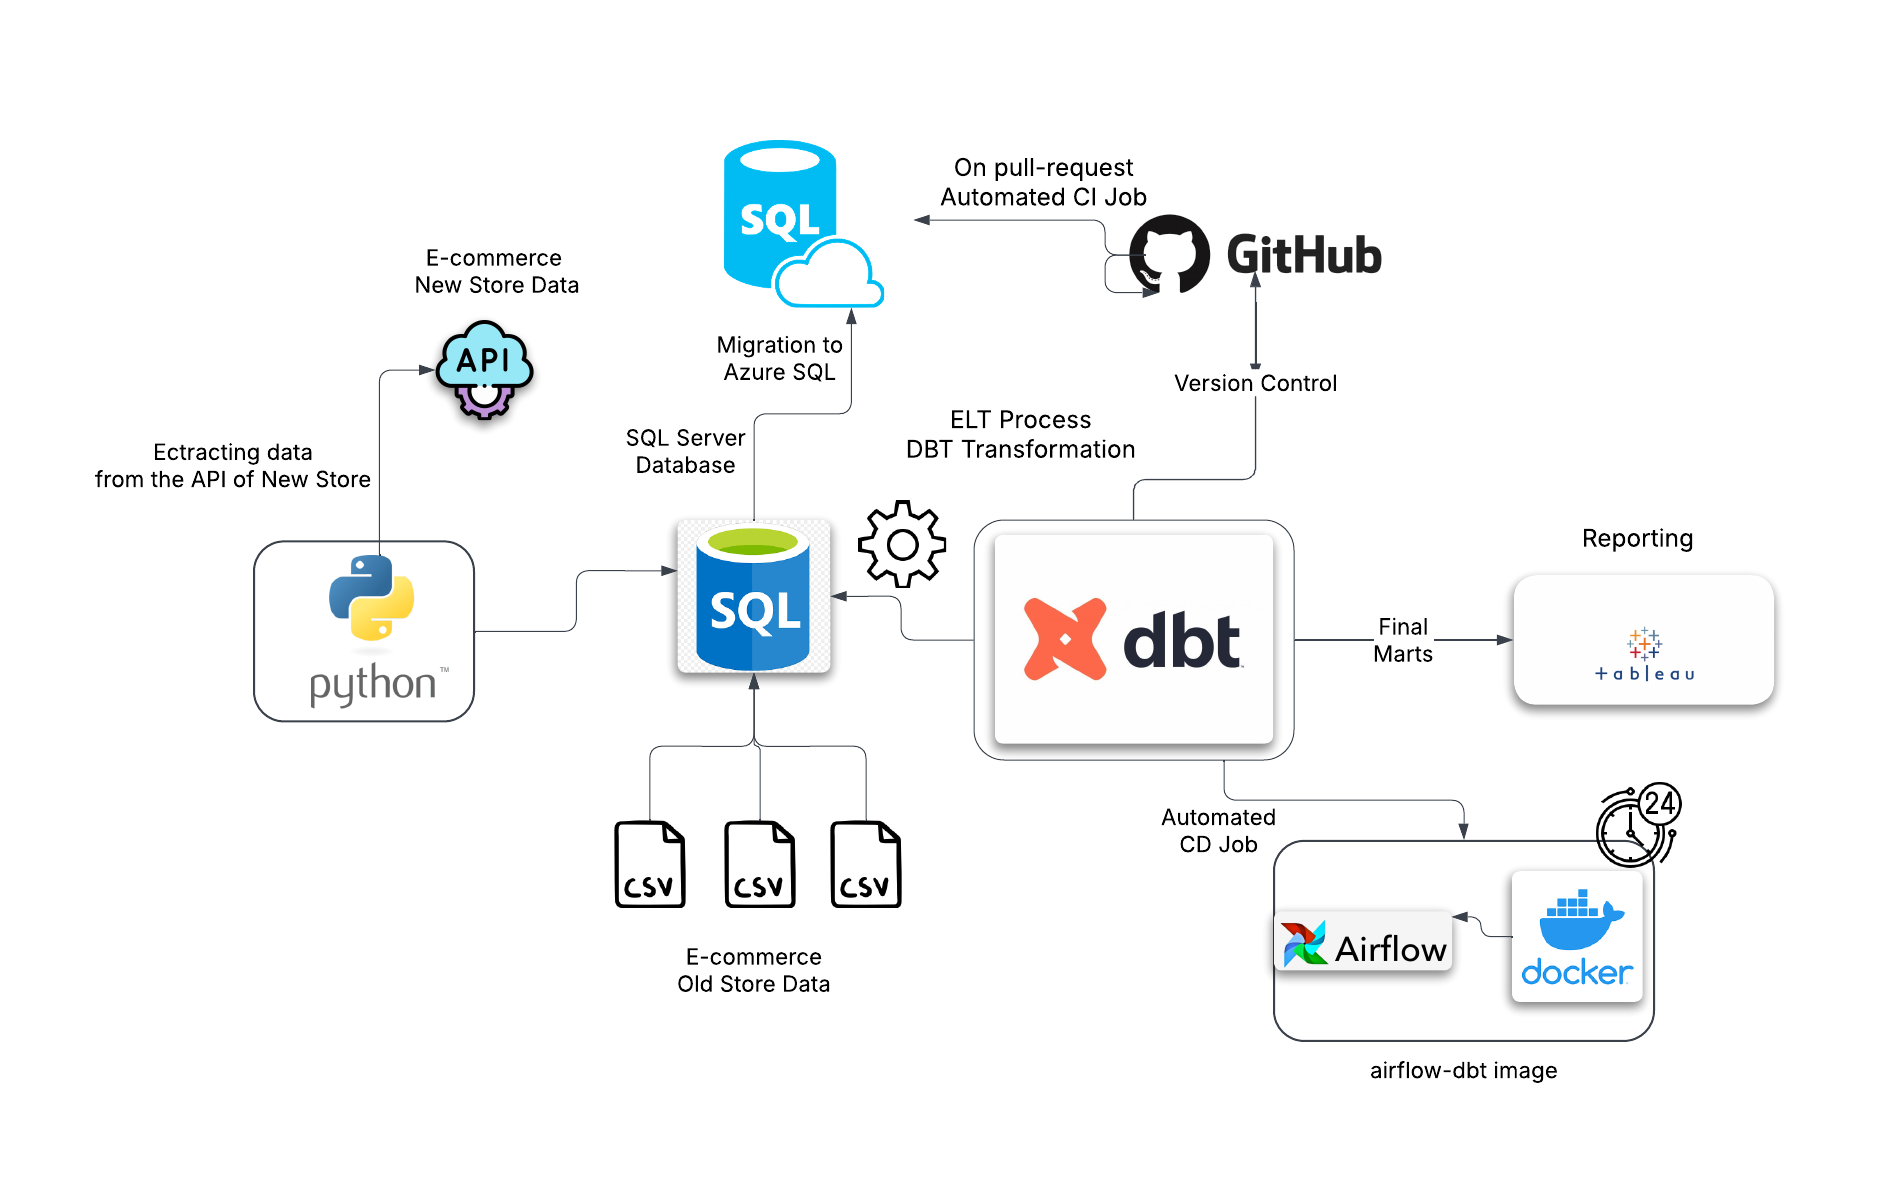 SQL
On pull-request
Automated CI Job
GitHub
E-commerce
New Store Data
API
Migration to
Azure SQL
Version Control
ELT Process
DBT Transformation
SQL Server
Database
Ectracting data
from the API of New Store
python™
SQL
dbt
Reporting
Final
Marts
+ableau
Automated
CD Job
24
CSV
CSV
CSV
E-commerce
Old Store Data
Airflow
docker
airflow-dbt image